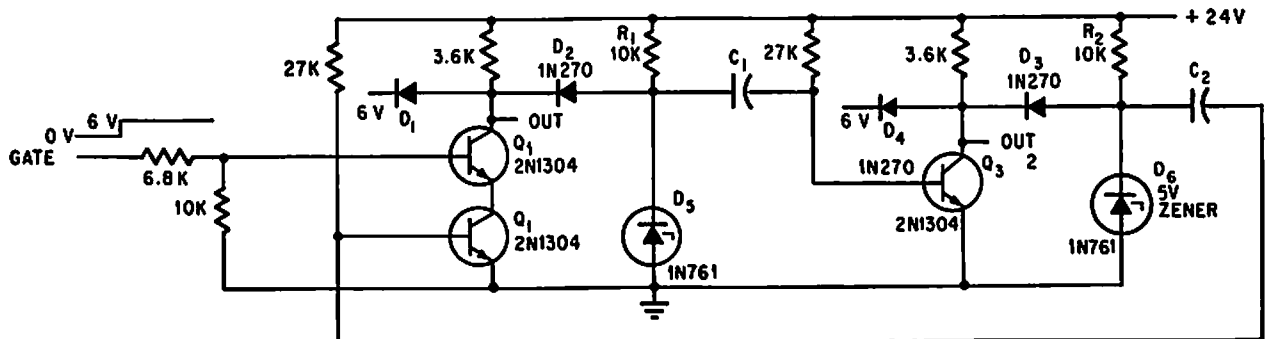 + 24V
27K
3.6K
D2
1N270
R1
10K
C1
27K
3.6K
D3
1N270
R2
10K
C2
6 V
D1
OUT
6 V
D4
OUT
2
0 V
6 V
GATE
6.8K
10K
Q1
2N1304
Q1
2N1304
D5
1N761
1N270
Q3
2N1304
D6
5V
ZENER
1N761